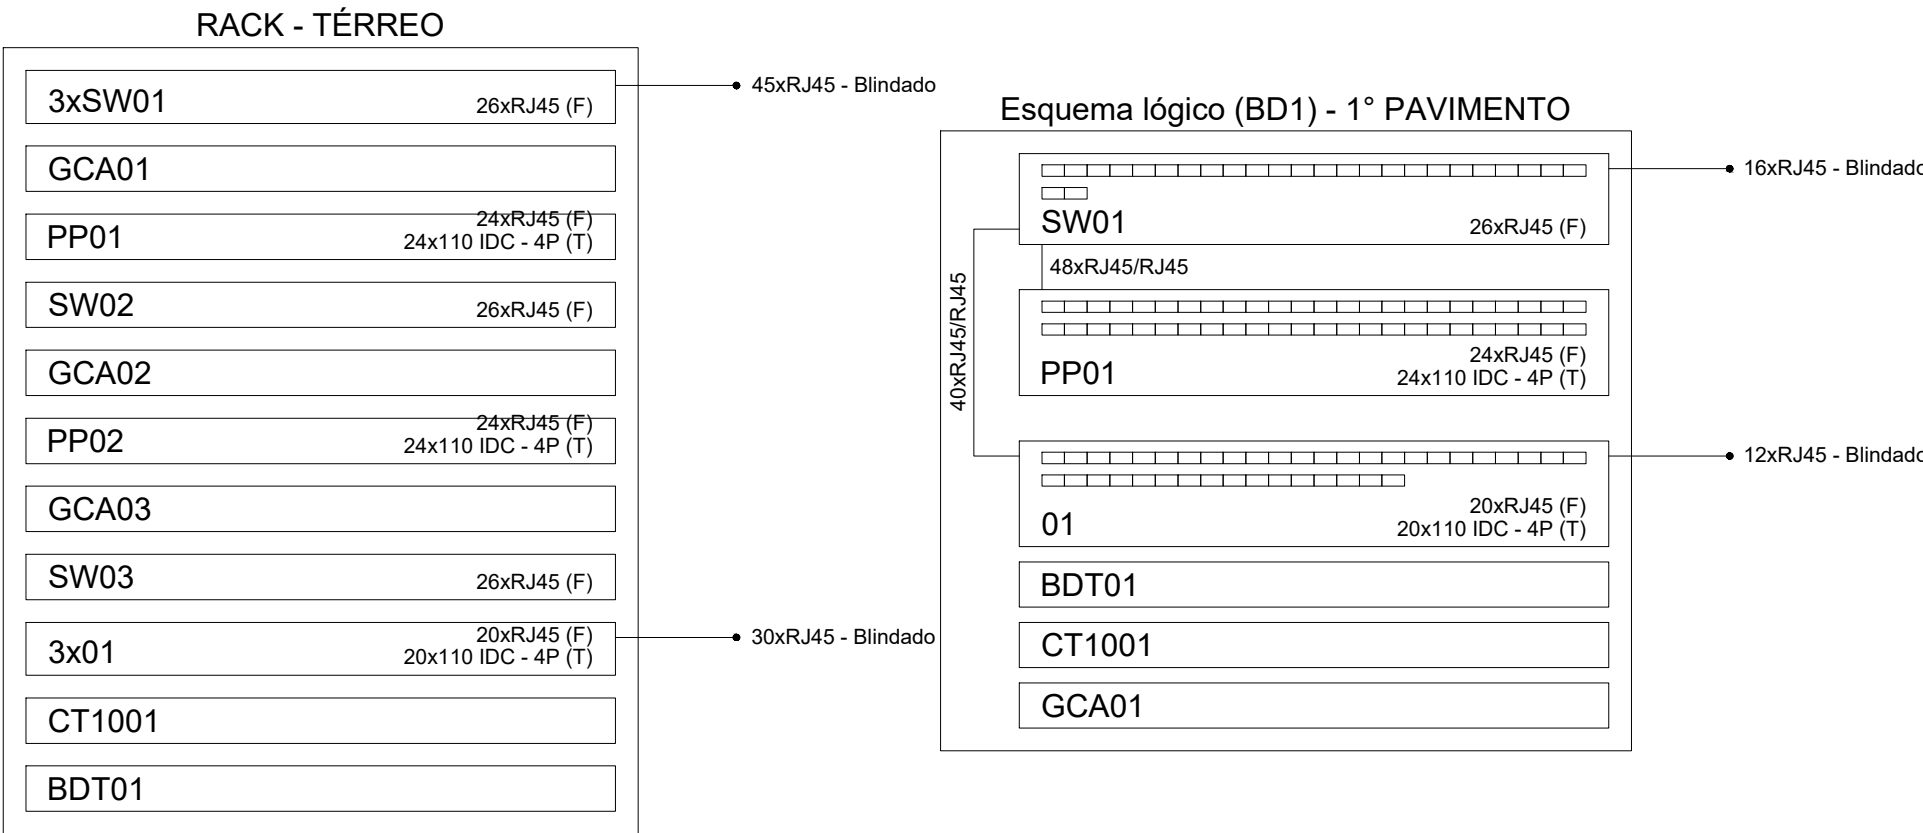 RACK - TÉRREO
3xSW01
26xRJ45 (F)
45xRJ45 - Blindado
GCA01
PP01
24xRJ45 (F)
24x110 IDC - 4P (T)
SW02
26xRJ45 (F)
GCA02
PP02
24xRJ45 (F)
24x110 IDC - 4P (T)
GCA03
SW03
26xRJ45 (F)
3x01
20xRJ45 (F)
20x110 IDC - 4P (T)
30xRJ45 - Blindado
CT1001
BDT01
Esquema lógico (BD1) - 1° PAVIMENTO
16xRJ45 - Blindado
SW01
26xRJ45 (F)
48xRJ45/RJ45
40xRJ45/RJ45
PP01
24xRJ45 (F)
24x110 IDC - 4P (T)
12xRJ45 - Blindado
01
20xRJ45 (F)
20x110 IDC - 4P (T)
BDT01
CT1001
GCA01